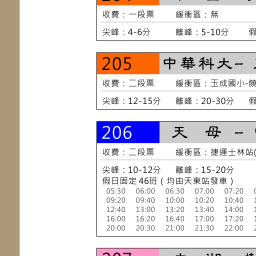 收費：一段票 緩衝區：無
尖峰：4-6分 離峰：5-10分
205 中華科大-
收費：二段票 緩衝區：玉成國小-饒
尖峰：12-15分 離峰：20-30分 假
206 天 母-
收費：二段票 緩衝區：捷運士林站(
尖峰：10-12分 離峰：15-20分
假日固定 46班（均由天東站發車）
05:30 06:00 06:30 07:00 07:20
09:20 09:40 10:00 10:20 10:40
12:40 13:00 13:20 13:40 14:00
16:00 16:20 16:40 17:00 17:20
20:00 20:30 21:00 21:30 22:00